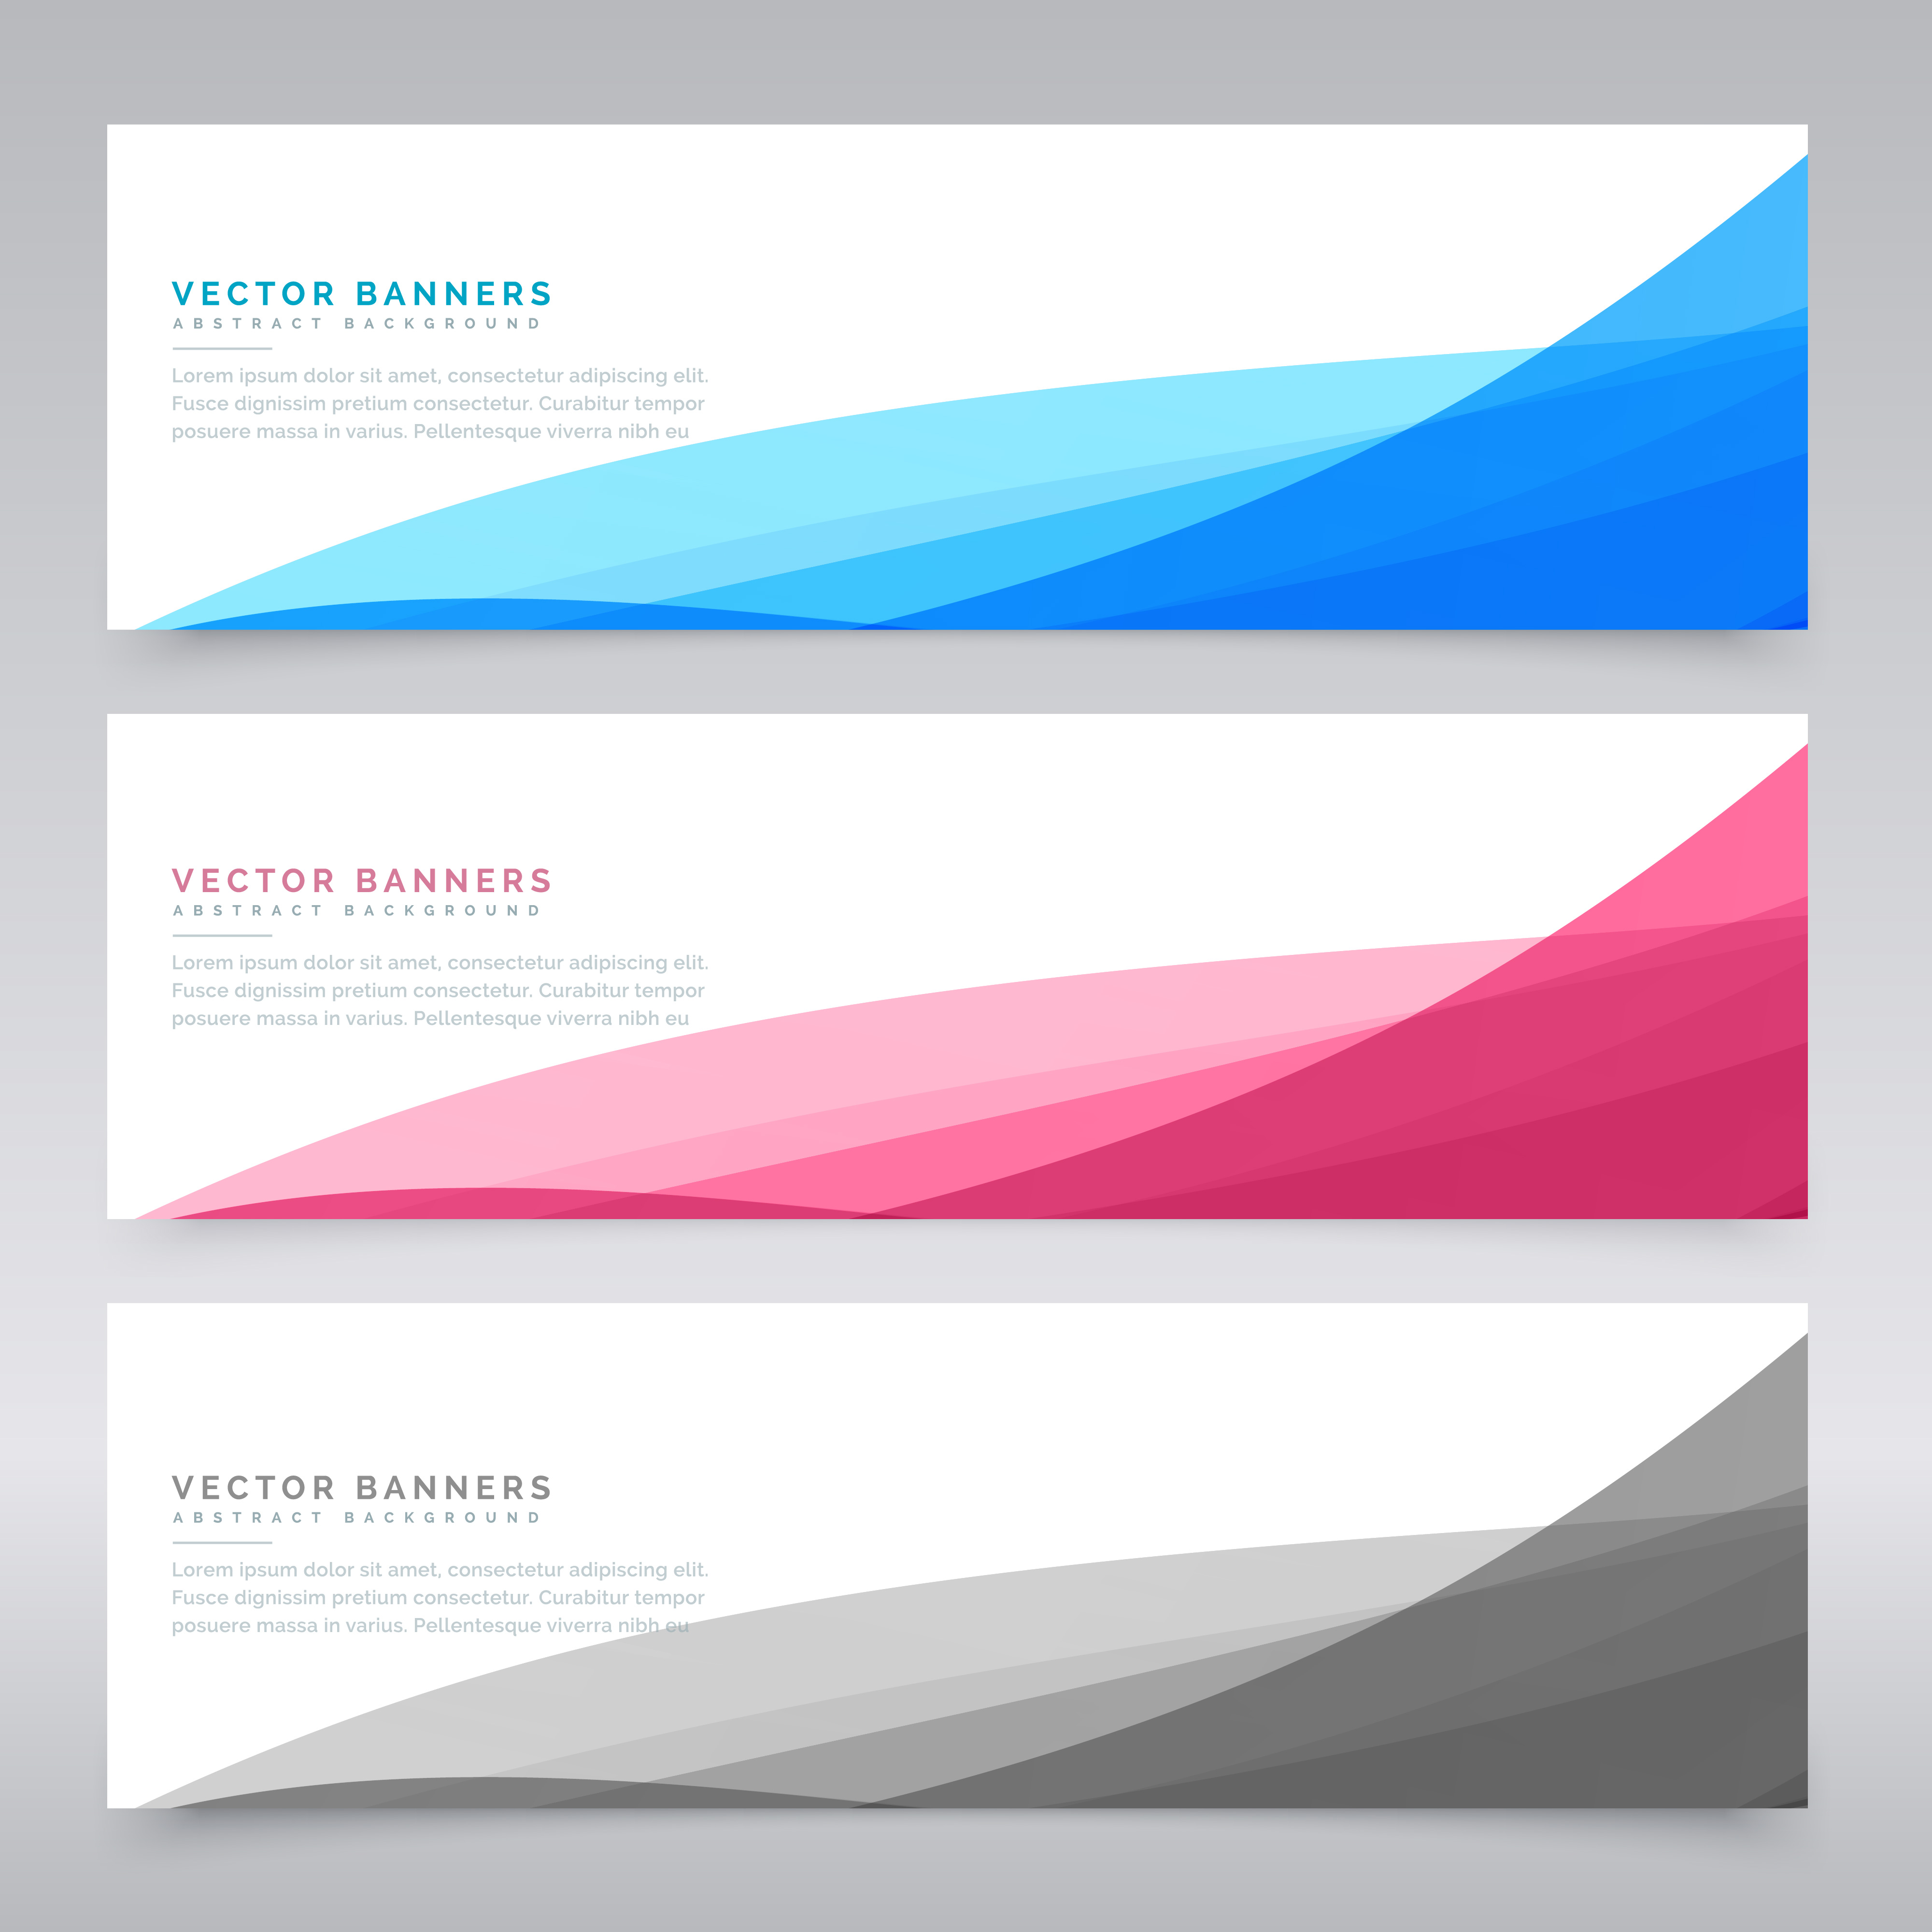 VECTOR BANNERS
ABSTRACT BACKGROUND
Lorem ipsum dolor sit amet, consectetur adipiscing elit.
Fusce dignissim pretium consectetur. Curabitur tempor
posuere massa in varius. Pellentesque viverra nibh eu
VECTOR BANNERS
ABSTRACT BACKGROUND
Lorem ipsum dolor sit amet, consectetur adipiscing elit.
Fusce dignissim pretium consectetur. Curabitur tempor
posuere massa in varius. Pellentesque viverra nibh eu
VECTOR BANNERS
ABSTRACT BACKGROUND
Lorem ipsum dolor sit amet, consectetur adipiscing elit.
Fusce dignissim pretium consectetur. Curabitur tempor
posuere massa in varius. Pellentesque viverra nibh eu